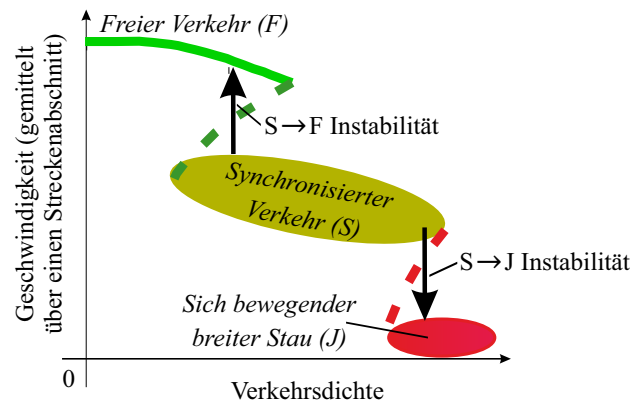 Freier Verkehr (F)
Geschwindigkeit (gemittelt
über einen Streckenabschnitt)
S→F Instabilität
Synchronisierter
Verkehr (S)
S→J Instabilität
Sich bewegender
breiter Stau (J)
0
Verkehrsdichte